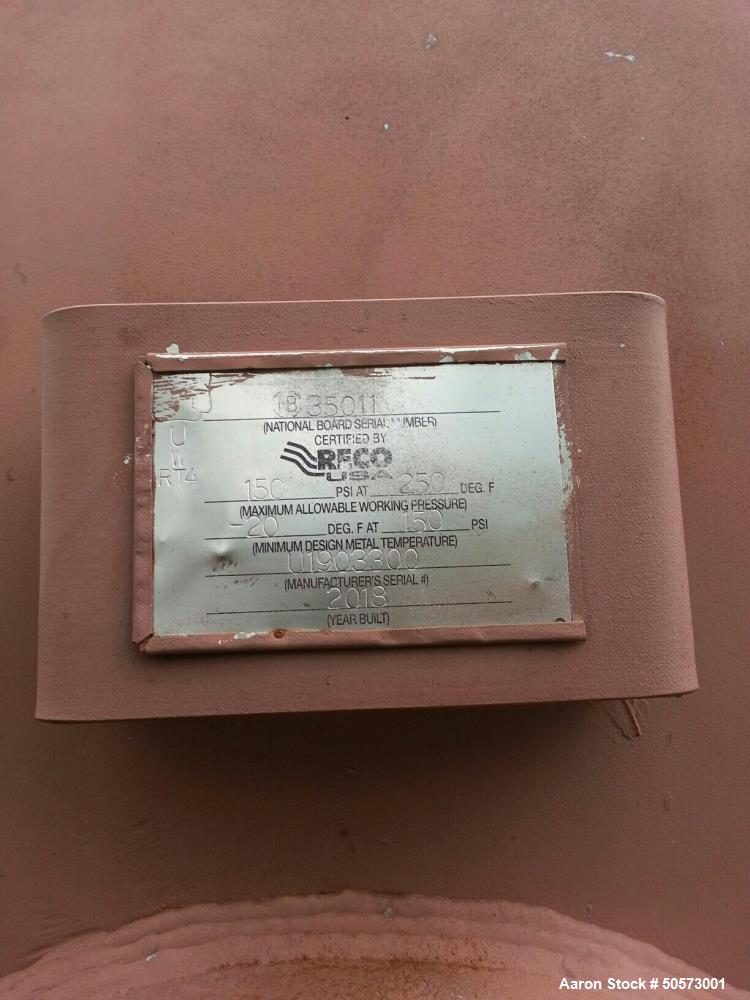 35011
(NATIONAL BOARD SERIAL NUMBER)
CERTIFIED BY
U
W
RT4
RECO
USA
150 PSI AT 250 DEG. F
(MAXIMUM ALLOWABLE WORKING PRESSURE)
-20 DEG. F AT 150 PSI
(MINIMUM DESIGN METAL TEMPERATURE)
U1903300
(MANUFACTURER'S SERIAL #)
2018
(YEAR BUILT)
Aaron Stock # 50573001